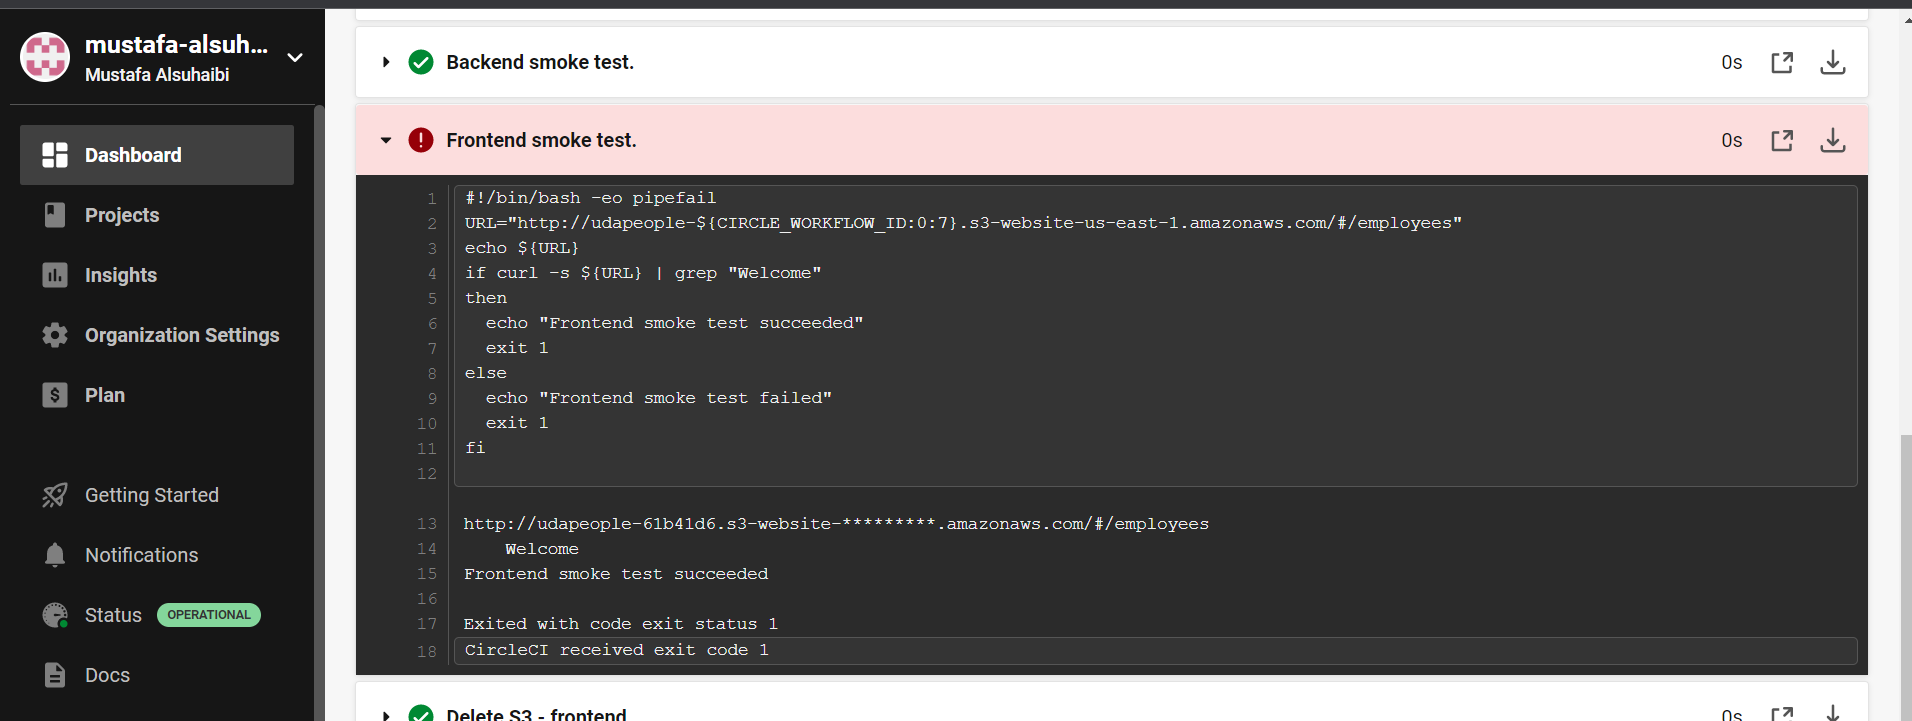 mustafa-alsuh...
Mustafa Alsuhaibi
Dashboard
Projects
Insights
Organization Settings
Plan
Getting Started
Notifications
Status OPERATIONAL
Docs
Backend smoke test. 0s
Frontend smoke test. 0s
1 #!/bin/bash -eo pipefail
2 URL="http://udapeople-${CIRCLE_WORKFLOW_ID:0:7}.s3-website-us-east-1.amazonaws.com/#/employees"
3 echo ${URL}
4 if curl -s ${URL} | grep "Welcome"
5 then
6   echo "Frontend smoke test succeeded"
7   exit 1
8 else
9   echo "Frontend smoke test failed"
10   exit 1
11 fi
12
13 http://udapeople-61b41d6.s3-website-*********.amazonaws.com/#/employees
14     Welcome
15 Frontend smoke test succeeded
16
17 Exited with code exit status 1
18 CircleCI received exit code 1
Delete S3 - frontend 0s